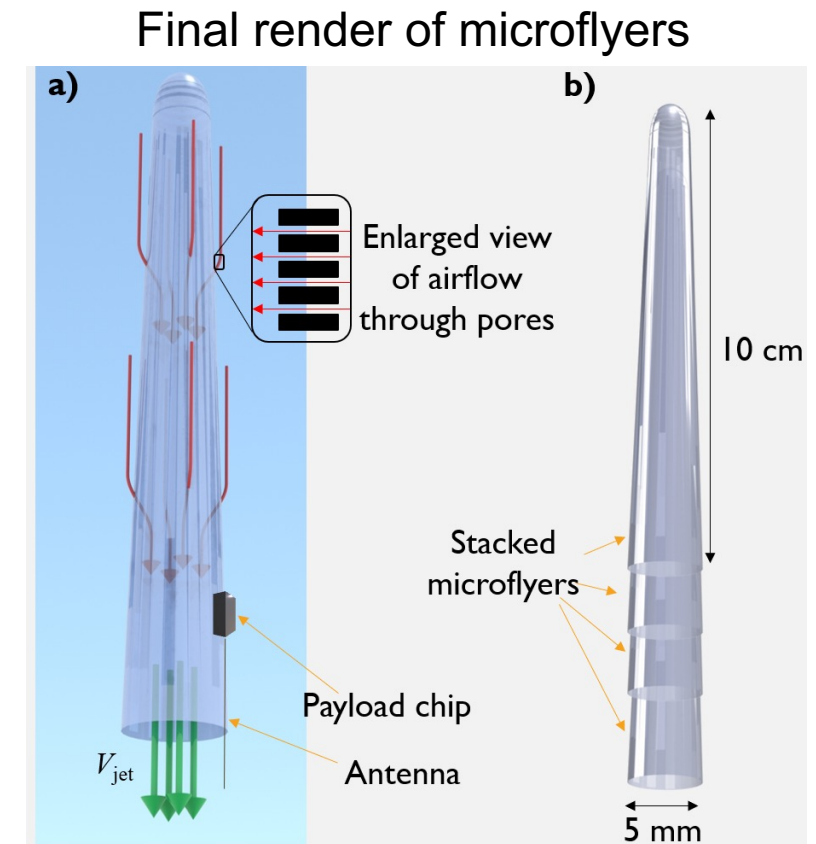 Final render of microflyers
a)
Enlarged view
of airflow
through pores
Payload chip
Antenna
Vjet
b)
10 cm
Stacked
microflyers
5 mm